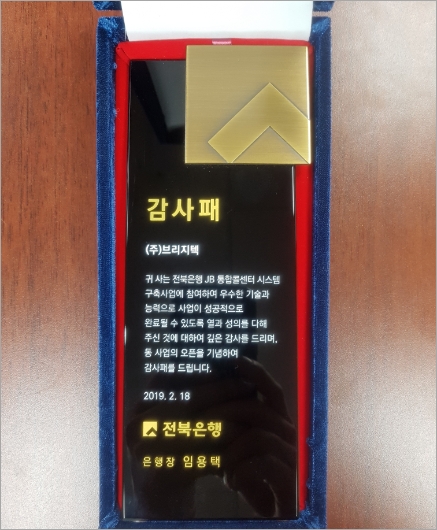 감사패
(주)브리지텍
귀 사는 전북은행 JB 통합콜센터 시스템
구축사업에 참여하여 우수한 기술과
능력으로 사업이 성공적으로
완료될 수 있도록 열과 성의를 다해
주신 것에 대하여 깊은 감사를 드리며,
동 사업의 오픈을 기념하여
감사패를 드립니다.
2019. 2. 18
전북은행
은행장 임용택